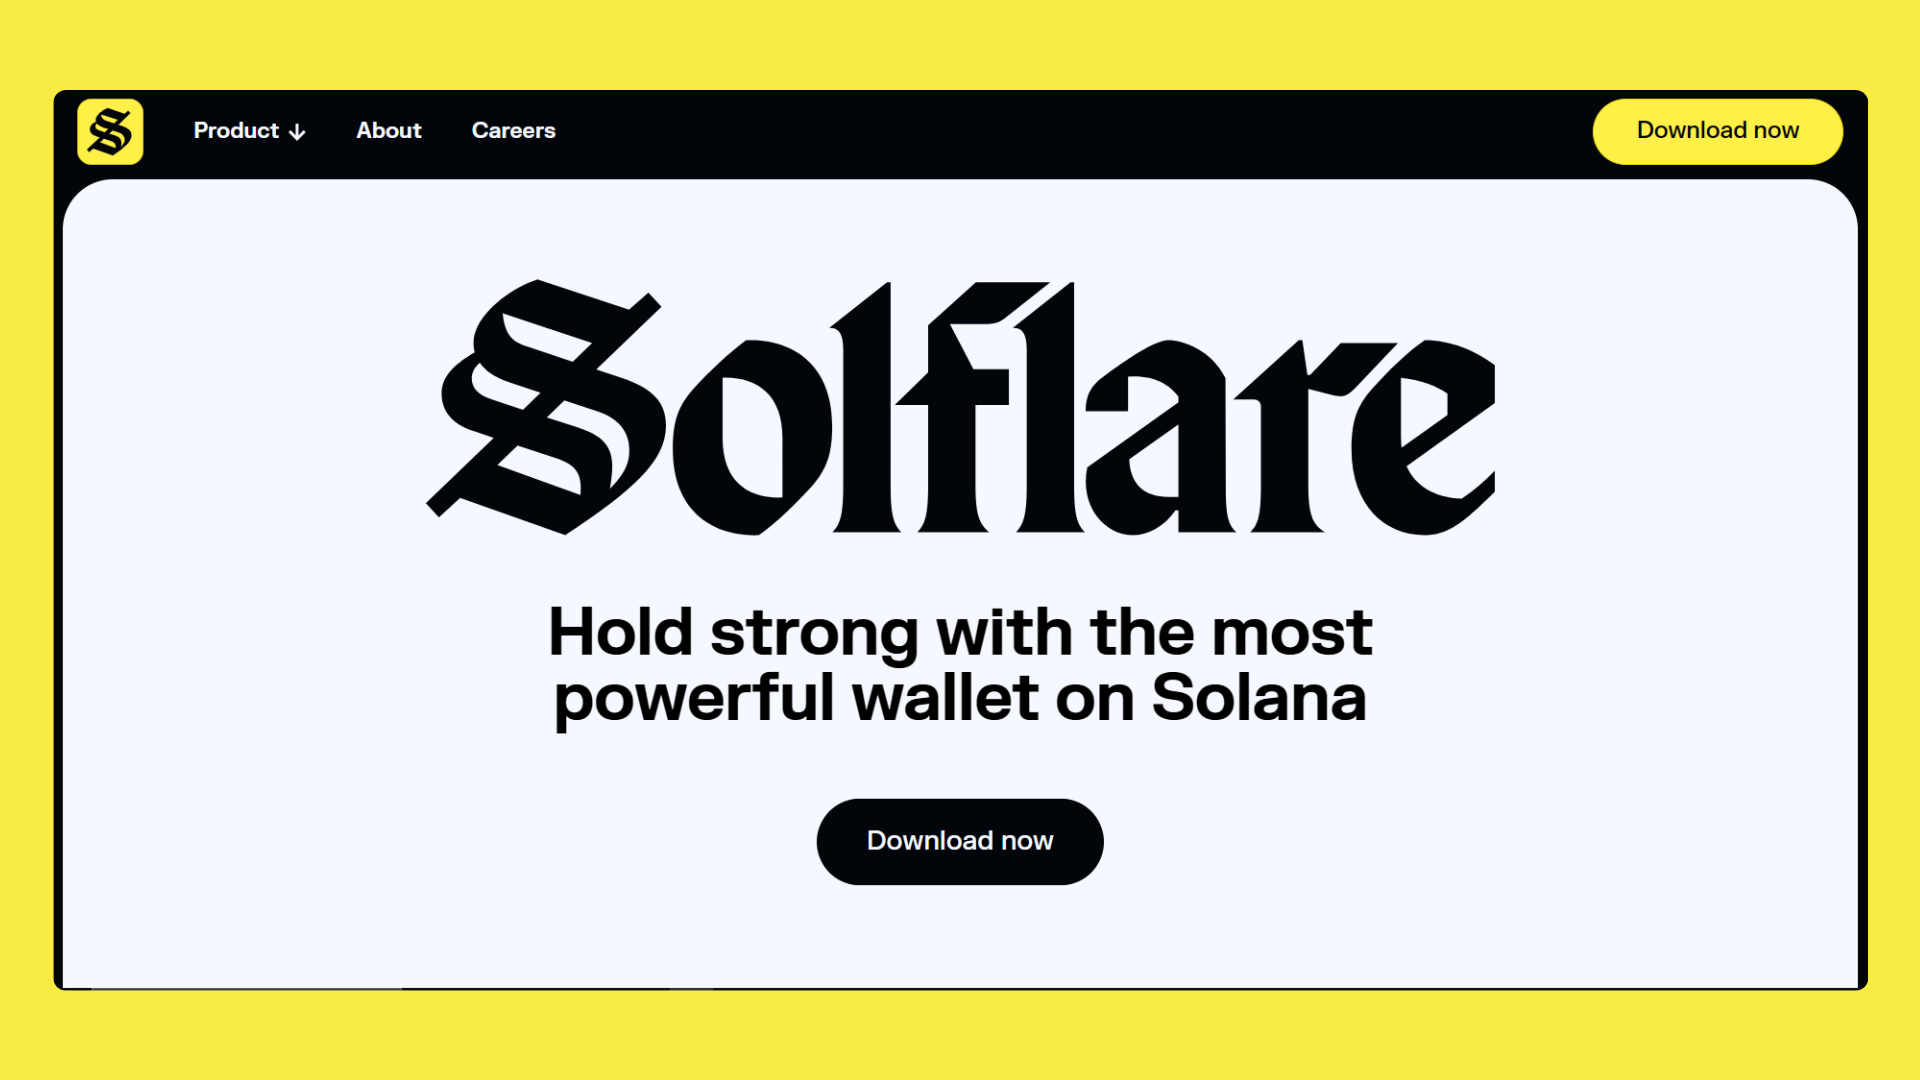 Product ↓ About Careers Download now
Solflare
Hold strong with the most
powerful wallet on Solana
Download now